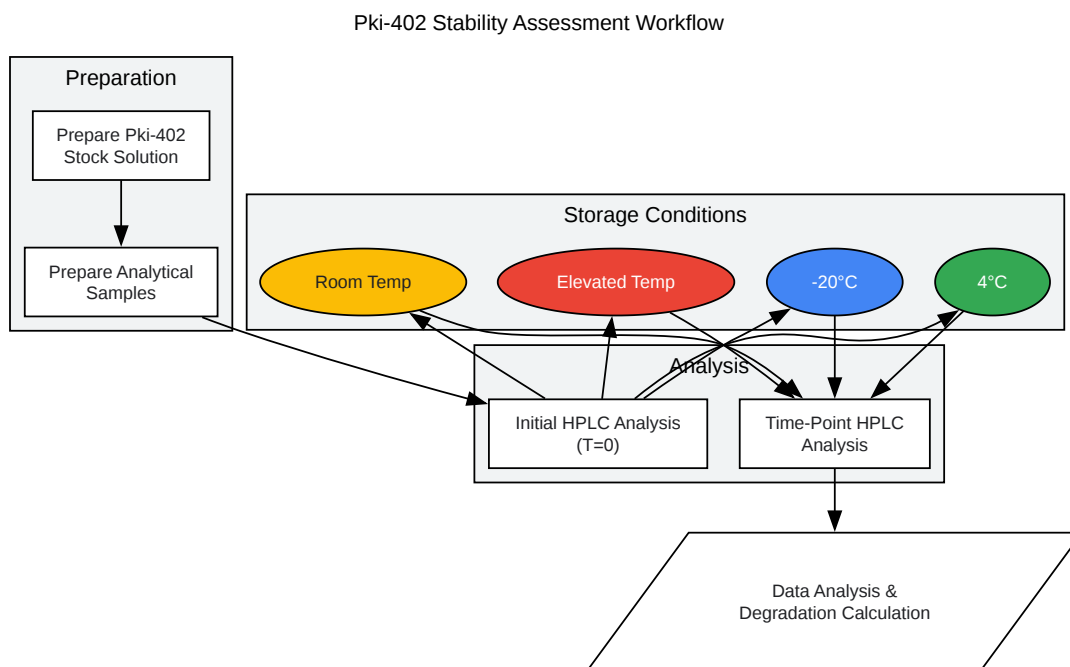 Pki-402 Stability Assessment Workflow
Preparation
Prepare Pki-402
Stock Solution
Prepare Analytical
Samples
Storage Conditions
Room Temp
Elevated Temp
-20°C
4°C
Analysis
Initial HPLC Analysis
(T=0)
Time-Point HPLC
Analysis
Data Analysis &
Degradation Calculation